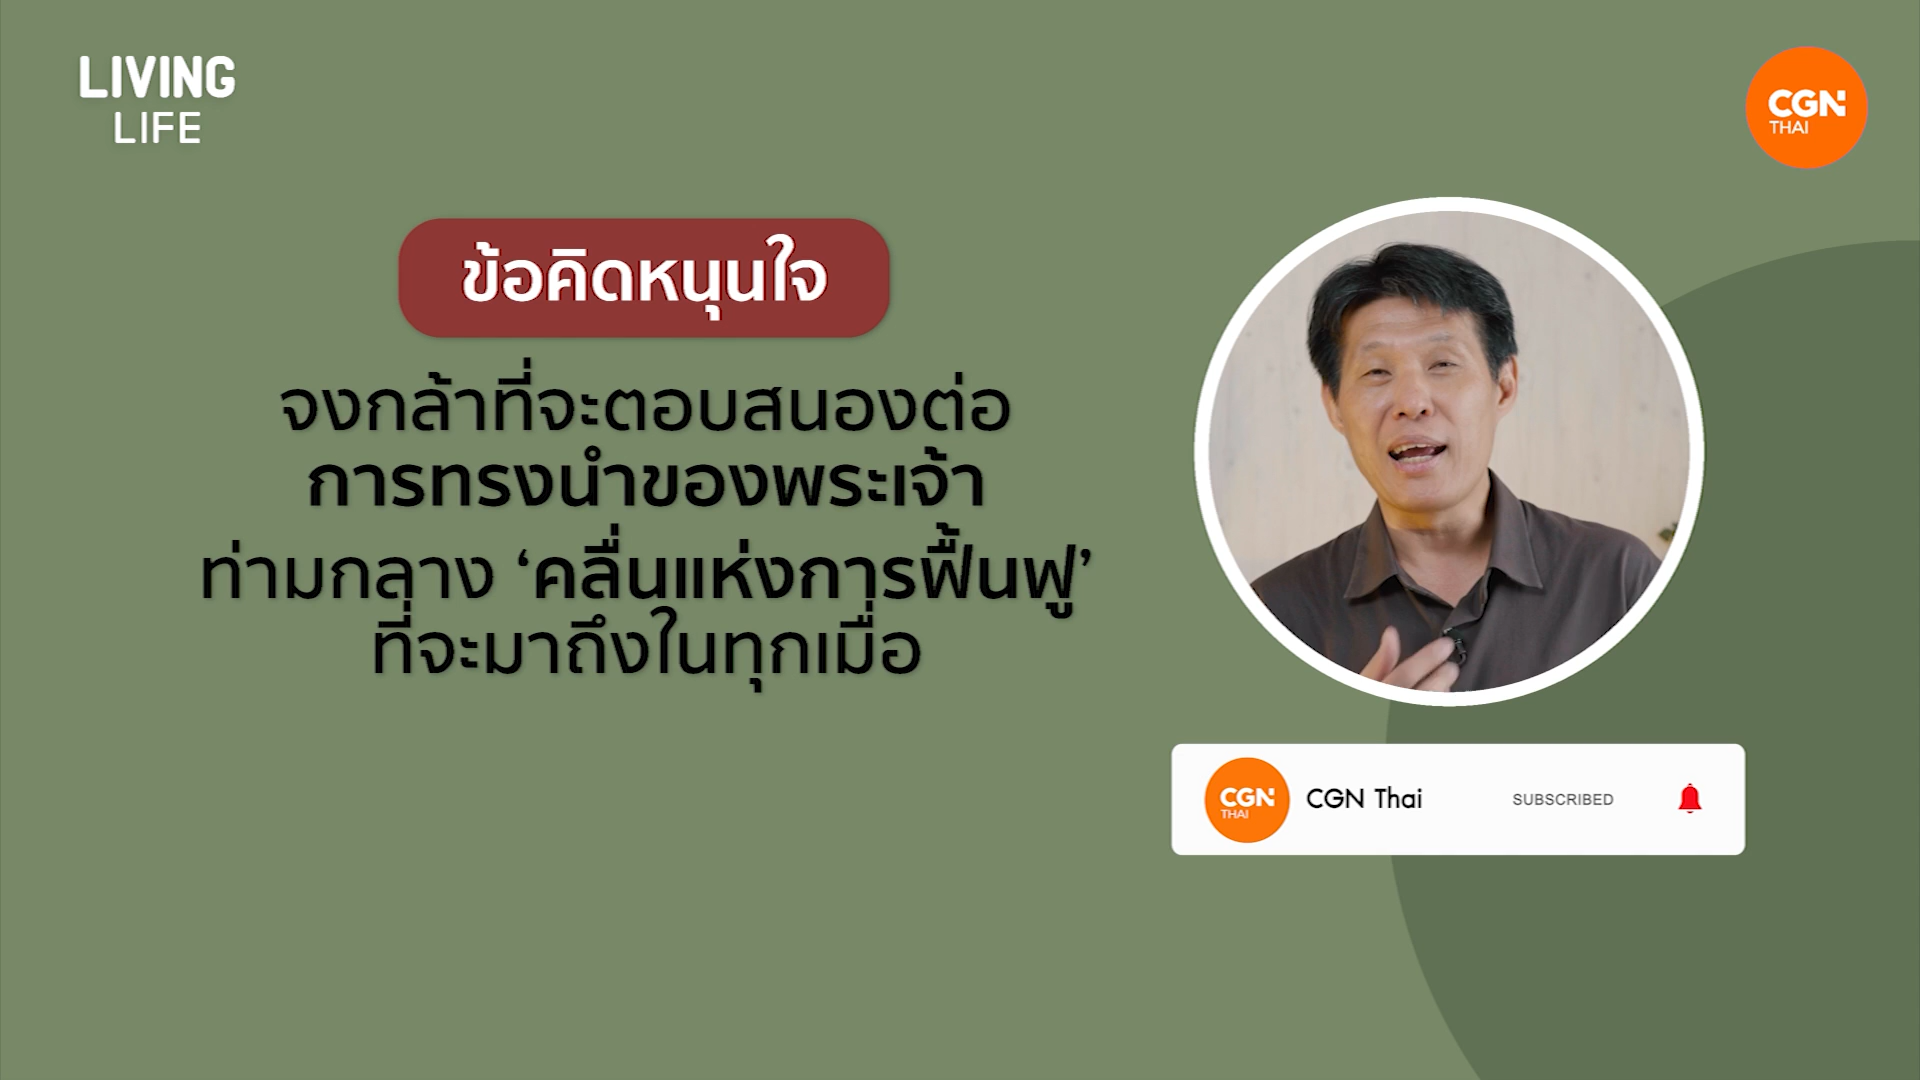 LIVING
LIFE
CGN
THAI
ข้อคิดหนุนใจ
จงกล้าที่จะตอบสนองต่อ
การทรงนำของพระเจ้า
ท่ามกลาง ‘คลื่นแห่งการฟื้นฟู’
ที่จะมาถึงในทุกเมื่อ
CGN
THAI
CGN Thai
SUBSCRIBED